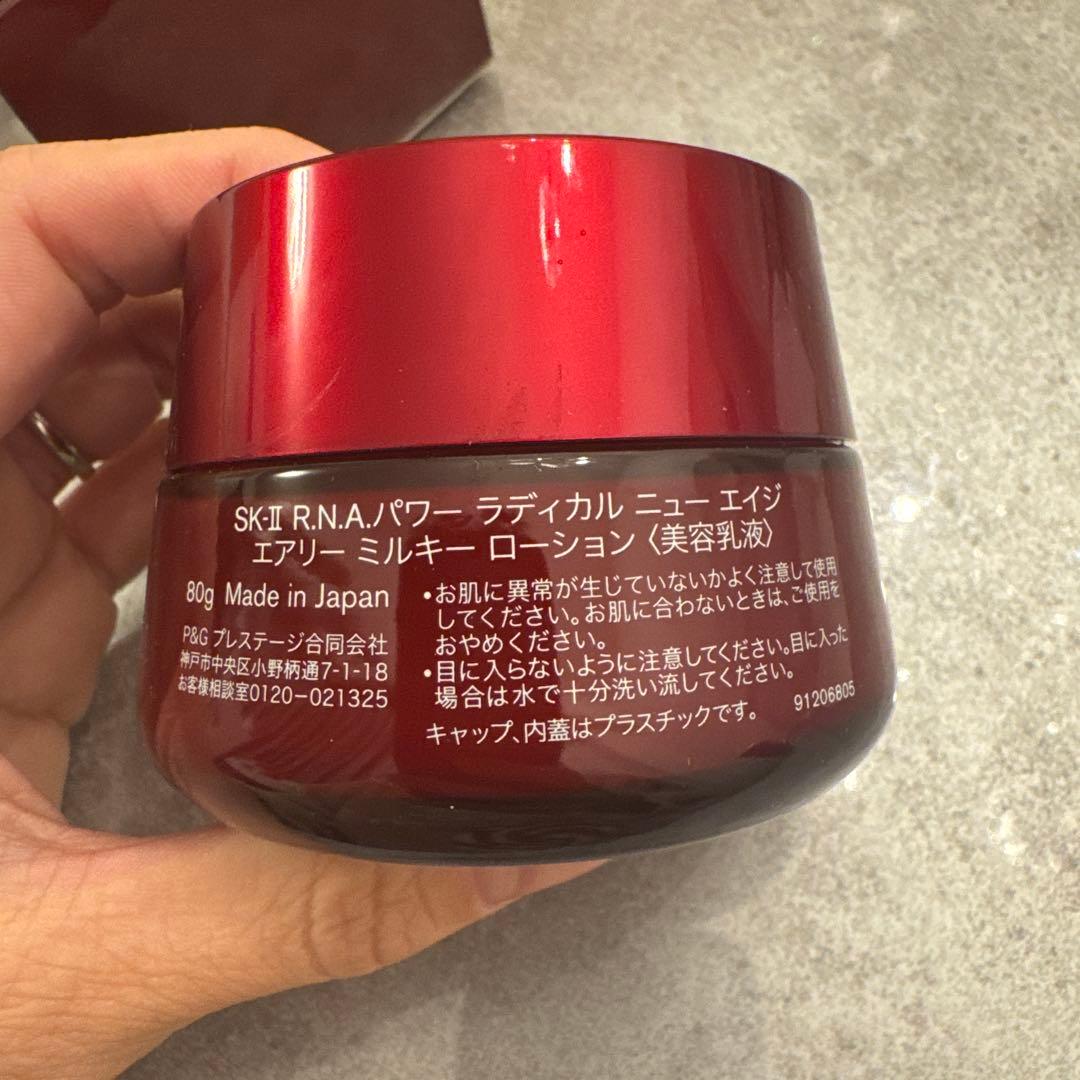 SK-II R.N.A.パワー ラディカル ニュー エイジ
エアリー ミルキー ローション〈美容乳液〉
80g Made in Japan
P&G プレステージ合同会社
神戸市中央区小野柄通7-1-18
お客様相談室0120-021325
•お肌に異常が生じていないかよく注意して使用
してください。お肌に合わないときは、ご使用を
おやめください。
•目に入らないように注意してください。目に入った
場合は水で十分洗い流してください。
キャップ、内蓋はプラスチックです。
91206805